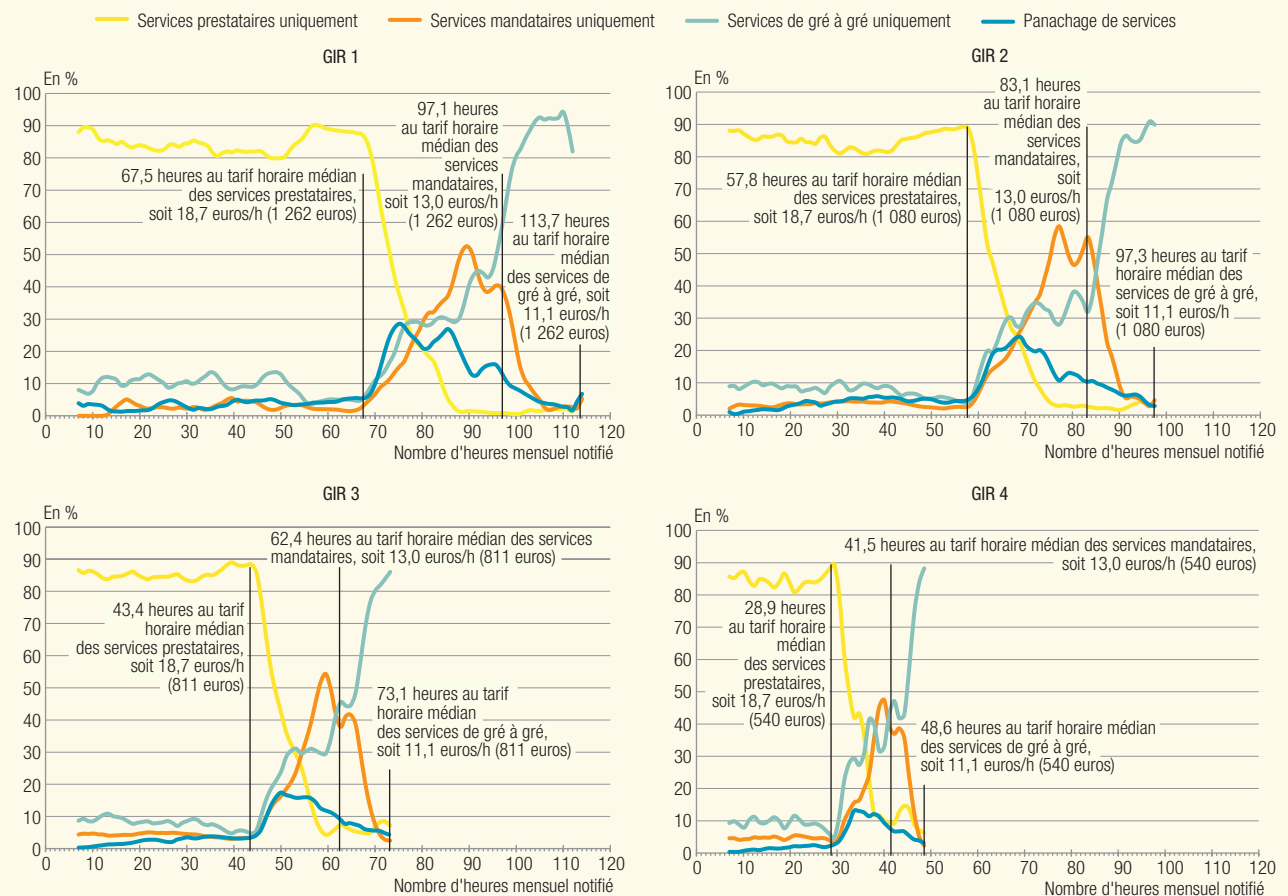 Services prestataires uniquement
Services mandataires uniquement
Services de gré à gré uniquement
Panachage de services
GIR 1
En %
100
90
80
70
60
50
40
30
20
10
0
67,5 heures au tarif horaire médian
des services prestataires,
soit 18,7 euros/h (1 262 euros)
97,1 heures
au tarif horaire
médian des
services
mandataires,
soit 13,0 euros/h
(1 262 euros)
113,7 heures
au tarif horaire
médian
des services de
gré à gré, soit
11,1 euros/h
(1 262 euros)
0 10 20 30 40 50 60 70 80 90 100 110 120
Nombre d'heures mensuel notifié
GIR 2
En %
100
90
80
70
60
50
40
30
20
10
0
57,8 heures au tarif horaire médian
des services prestataires,
soit 18,7 euros/h (1 080 euros)
83,1 heures
au tarif horaire
médian des
services
mandataires,
soit
13,0 euros/h
(1 080 euros)
97,3 heures au tarif
horaire médian des
services de gré à gré,
soit 11,1 euros/h
(1 080 euros)
0 10 20 30 40 50 60 70 80 90 100 110 120
Nombre d'heures mensuel notifié
GIR 3
En %
100
90
80
70
60
50
40
30
20
10
0
62,4 heures au tarif horaire médian des services
mandataires, soit 13,0 euros/h (811 euros)
43,4 heures au tarif
horaire médian
des services prestataires,
soit 18,7 euros/h
(811 euros)
73,1 heures au tarif
horaire médian
des services de gré à gré,
soit 11,1 euros/h (811 euros)
0 10 20 30 40 50 60 70 80 90 100 110 120
Nombre d'heures mensuel notifié
GIR 4
En %
100
90
80
70
60
50
40
30
20
10
0
41,5 heures au tarif horaire médian des services mandataires,
soit 13,0 euros/h (540 euros)
28,9 heures
au tarif horaire
médian
des services
prestataires,
soit 18,7 euros/h
(540 euros)
48,6 heures au tarif horaire médian
des services de gré à gré,
soit 11,1 euros/h (540 euros)
0 10 20 30 40 50 60 70 80 90 100 110 120
Nombre d'heures mensuel notifié